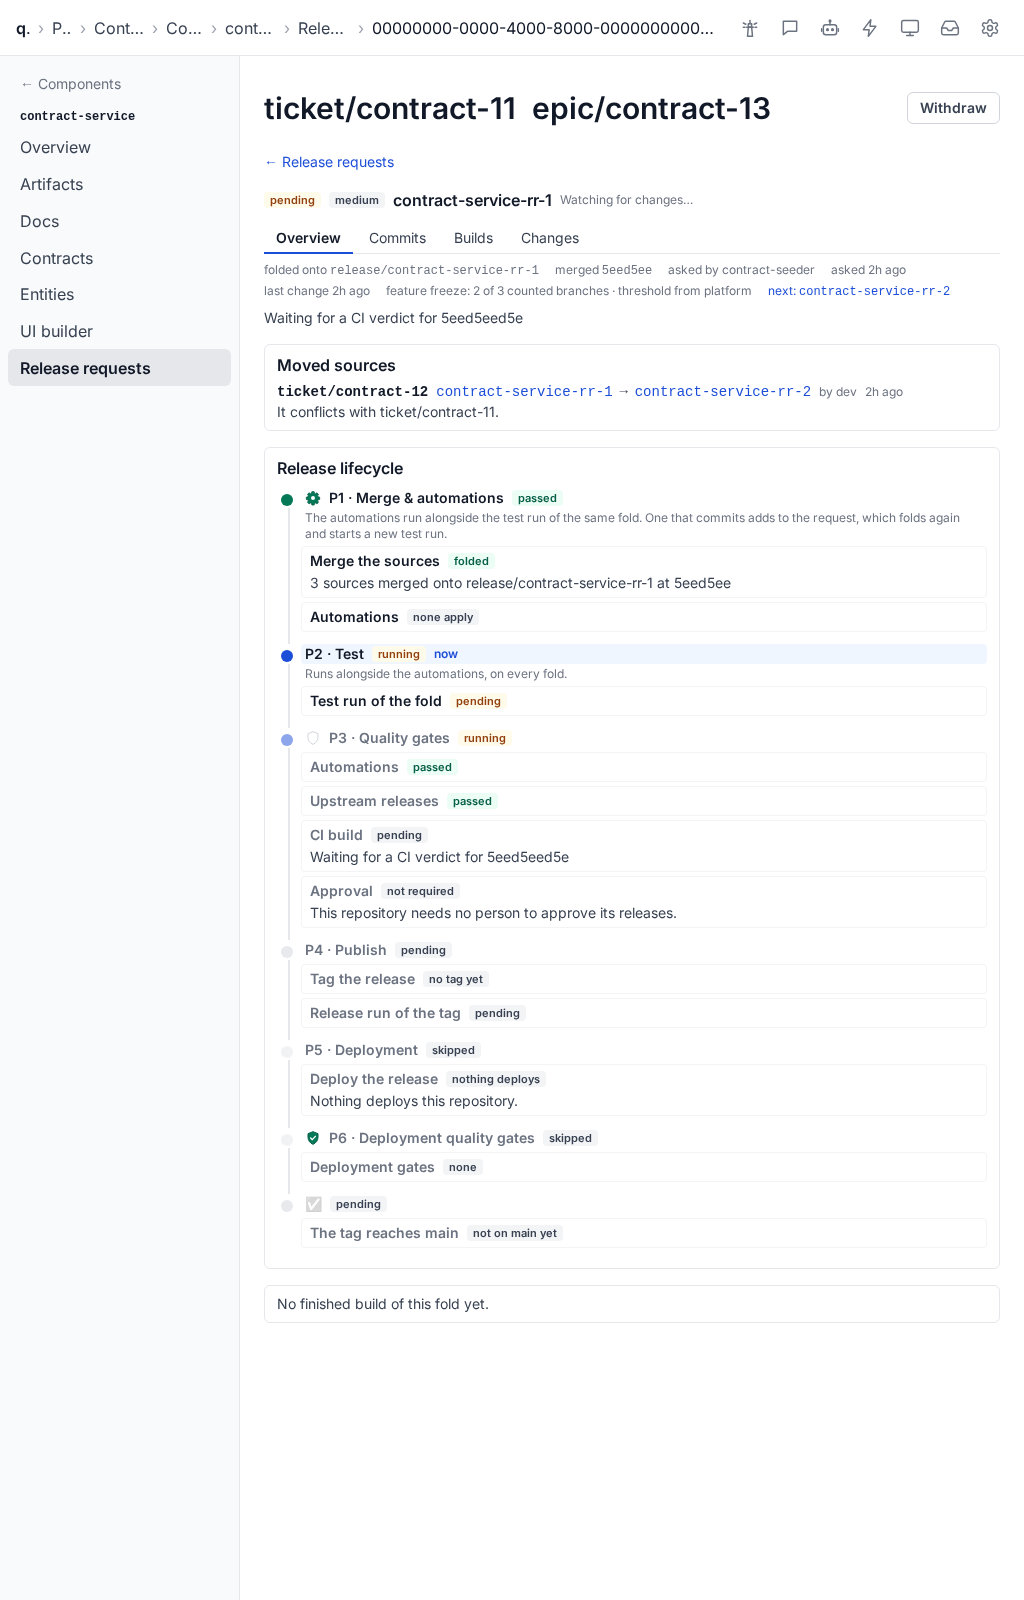 q. › P.. › Cont... › Co... › cont... › Rele... › 00000000-0000-4000-8000-0000000000...
← Components
contract-service
Overview
Artifacts
Docs
Contracts
Entities
UI builder
Release requests
ticket/contract-11 epic/contract-13
Withdraw
← Release requests
pending medium contract-service-rr-1 Watching for changes...
Overview Commits Builds Changes
folded onto release/contract-service-rr-1 merged 5eed5ee asked by contract-seeder asked 2h ago
last change 2h ago feature freeze: 2 of 3 counted branches · threshold from platform next: contract-service-rr-2
Waiting for a CI verdict for 5eed5eed5e
Moved sources
ticket/contract-12 contract-service-rr-1 → contract-service-rr-2 by dev 2h ago
It conflicts with ticket/contract-11.
Release lifecycle
P1 · Merge & automations passed
The automations run alongside the test run of the same fold. One that commits adds to the request, which folds again
and starts a new test run.
Merge the sources folded
3 sources merged onto release/contract-service-rr-1 at 5eed5ee
Automations none apply
P2 · Test running now
Runs alongside the automations, on every fold.
Test run of the fold pending
P3 · Quality gates running
Automations passed
Upstream releases passed
CI build pending
Waiting for a CI verdict for 5eed5eed5e
Approval not required
This repository needs no person to approve its releases.
P4 · Publish pending
Tag the release no tag yet
Release run of the tag pending
P5 · Deployment skipped
Deploy the release nothing deploys
Nothing deploys this repository.
P6 · Deployment quality gates skipped
Deployment gates none
pending
The tag reaches main not on main yet
No finished build of this fold yet.